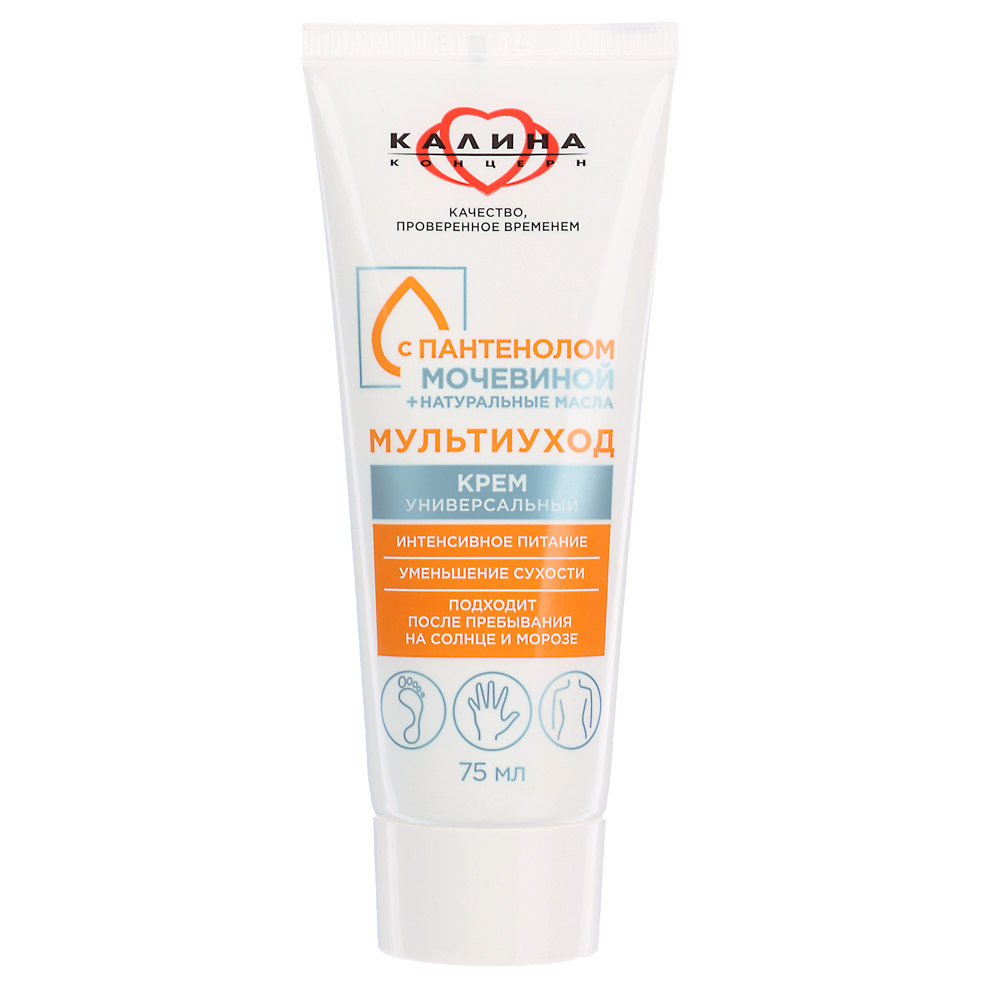 КАЛИНА
КОНЦЕРН
КАЧЕСТВО,
ПРОВЕРЕННОЕ ВРЕМЕНЕМ
С ПАНТЕНОЛОМ
МОЧЕВИНОЙ
+НАТУРАЛЬНЫЕ МАСЛА
МУЛЬТИУХОД
КРЕМ
УНИВЕРСАЛЬНЫЙ
ИНТЕНСИВНОЕ ПИТАНИЕ
УМЕНЬШЕНИЕ СУХОСТИ
ПОДХОДИТ
ПОСЛЕ ПРЕБЫВАНИЯ
НА СОЛНЦЕ И МОРОЗЕ
75 мл